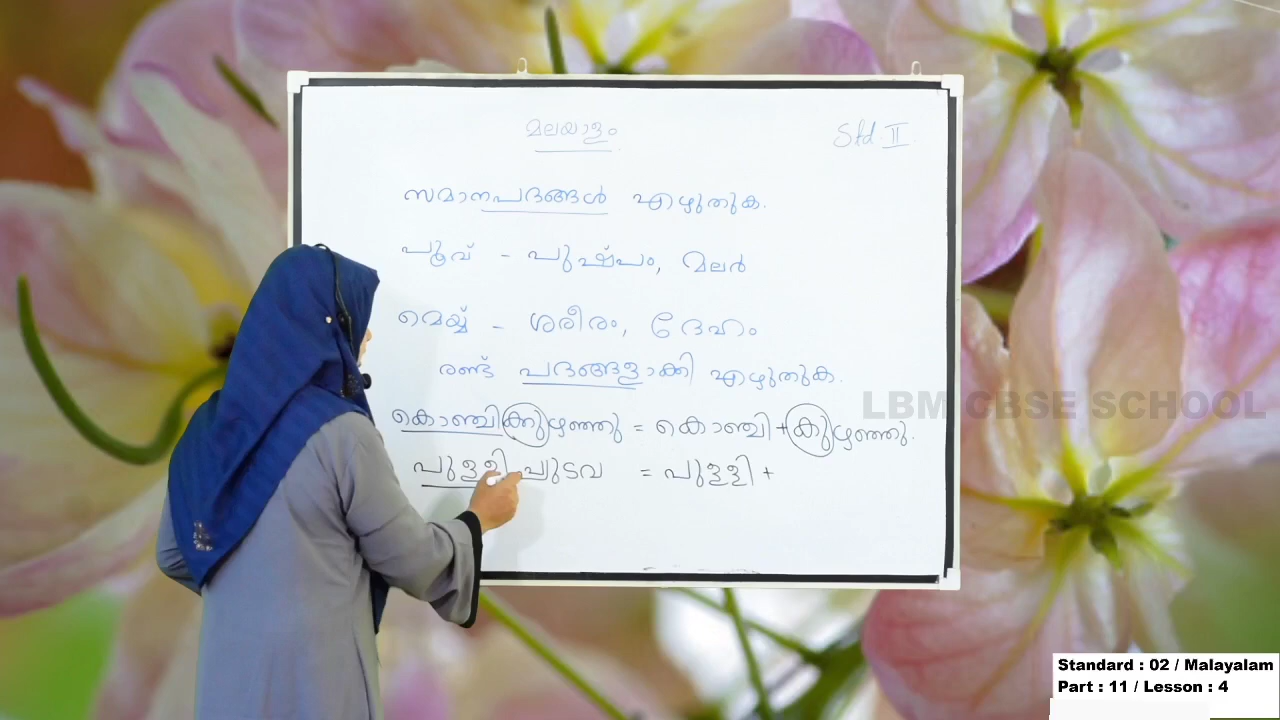 മലയാളം
Std. II
സമാനപദങ്ങൾ എഴുതുക.
പൂവ് - പുഷ്പം, മലർ
മെയ്യ് - ശരീരം, ദേഹം
രണ്ട് പദങ്ങളാക്കി എഴുതുക.
കൊഞ്ചിക്കുഴഞ്ഞു = കൊഞ്ചി + കുഴഞ്ഞു.
പുള്ളി = പുള്ളി +
LBM CBSE SCHOOL
Standard : 02 / Malayalam
Part : 11 / Lesson : 4